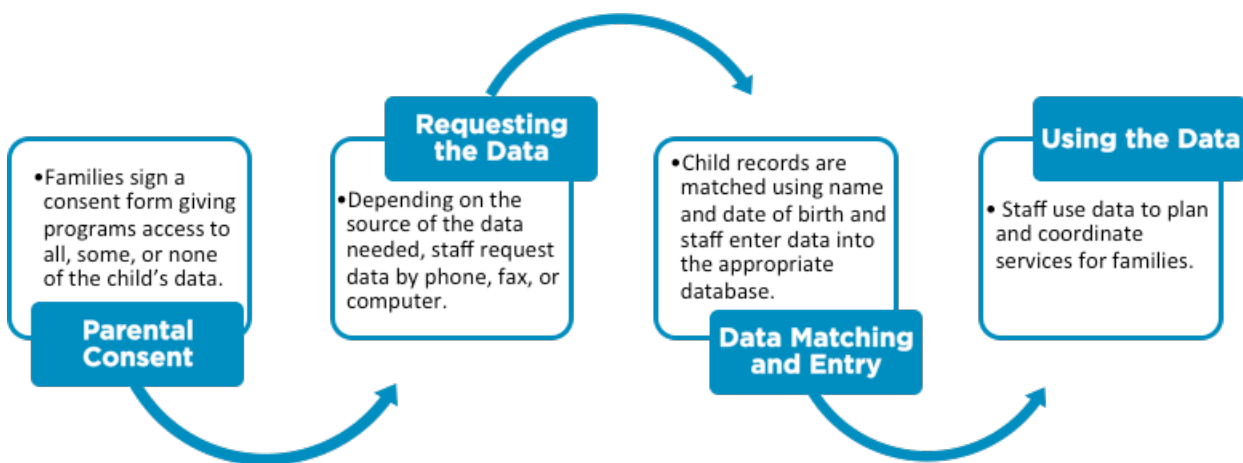 •Families sign a
consent form giving
programs access to
all, some, or none
of the child’s data.
Parental
Consent
Requesting
the Data
•Depending on the
source of the data
needed, staff request
data by phone, fax, or
computer.
•Child records are
matched using name
and date of birth and
staff enter data into
the appropriate
database.
Data Matching
and Entry
Using the Data
• Staff use data to plan
and coordinate
services for families.